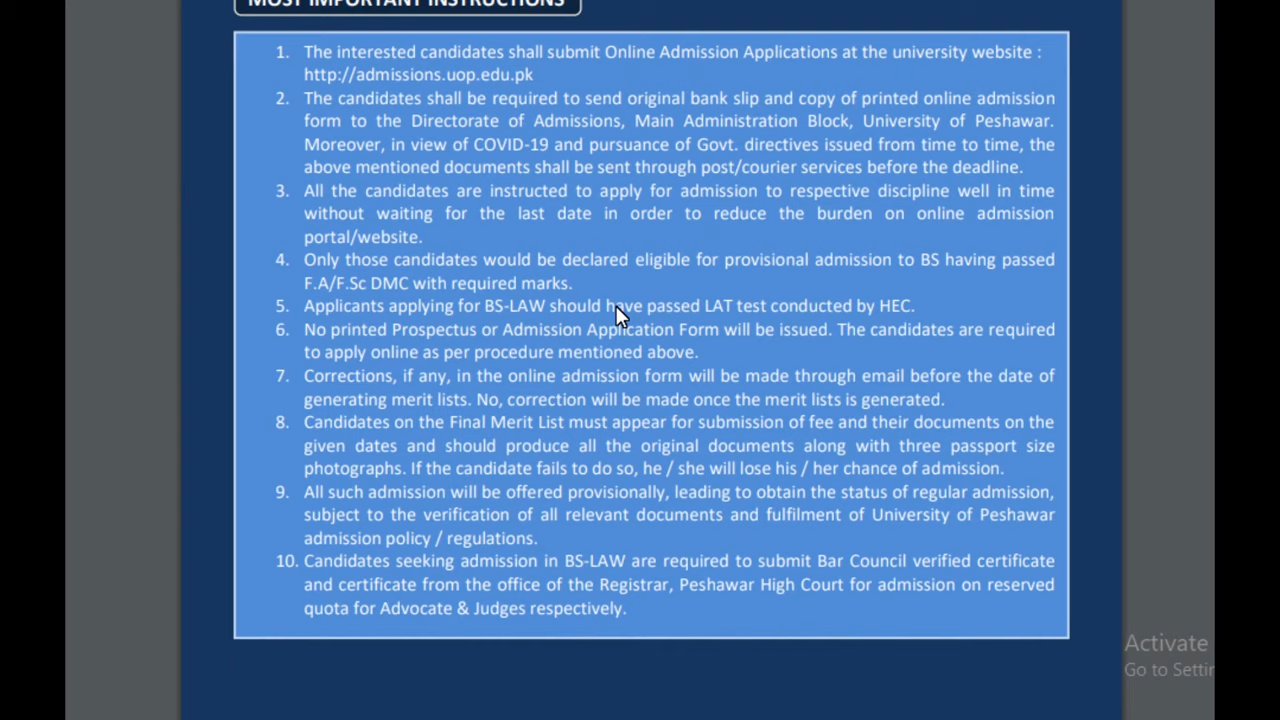 MOST IMPORTANT INSTRUCTIONS
1. The interested candidates shall submit Online Admission Applications at the university website :
http://admissions.uop.edu.pk
2. The candidates shall be required to send original bank slip and copy of printed online admission
form to the Directorate of Admissions, Main Administration Block, University of Peshawar.
Moreover, in view of COVID-19 and pursuance of Govt. directives issued from time to time, the
above mentioned documents shall be sent through post/courier services before the deadline.
3. All the candidates are instructed to apply for admission to respective discipline well in time
without waiting for the last date in order to reduce the burden on online admission
portal/website.
4. Only those candidates would be declared eligible for provisional admission to BS having passed
F.A/F.Sc DMC with required marks.
5. Applicants applying for BS-LAW should have passed LAT test conducted by HEC.
6. No printed Prospectus or Admission Application Form will be issued. The candidates are required
to apply online as per procedure mentioned above.
7. Corrections, if any, in the online admission form will be made through email before the date of
generating merit lists. No, correction will be made once the merit lists is generated.
8. Candidates on the Final Merit List must appear for submission of fee and their documents on the
given dates and should produce all the original documents along with three passport size
photographs. If the candidate fails to do so, he / she will lose his / her chance of admission.
9. All such admission will be offered provisionally, leading to obtain the status of regular admission,
subject to the verification of all relevant documents and fulfilment of University of Peshawar
admission policy / regulations.
10. Candidates seeking admission in BS-LAW are required to submit Bar Council verified certificate
and certificate from the office of the Registrar, Peshawar High Court for admission on reserved
quota for Advocate & Judges respectively.
Activate
Go to Settin